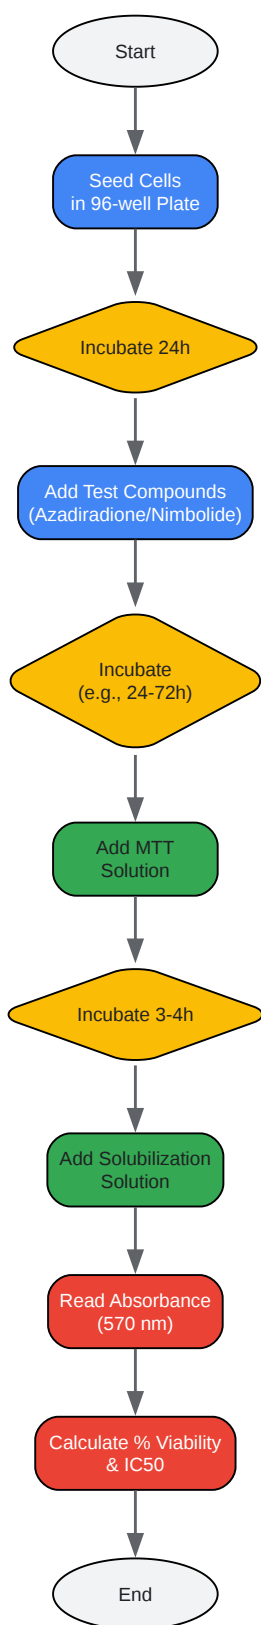 Start
Seed Cells
in 96-well Plate
Incubate 24h
Add Test Compounds
(Azadiradione/Nimbolide)
Incubate
(e.g., 24-72h)
Add MTT
Solution
Incubate 3-4h
Add Solubilization
Solution
Read Absorbance
(570 nm)
Calculate % Viability
& IC50
End